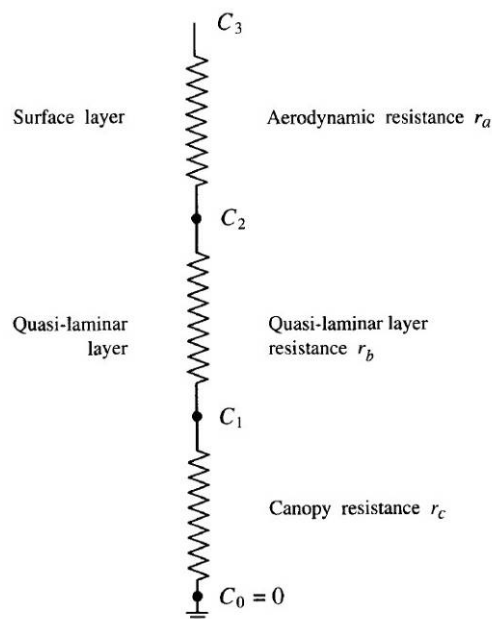 C3
Surface layer
Aerodynamic resistance ra
C2
Quasi-laminar
layer
Quasi-laminar layer
resistance rb
C1
Canopy resistance rc
C0 = 0